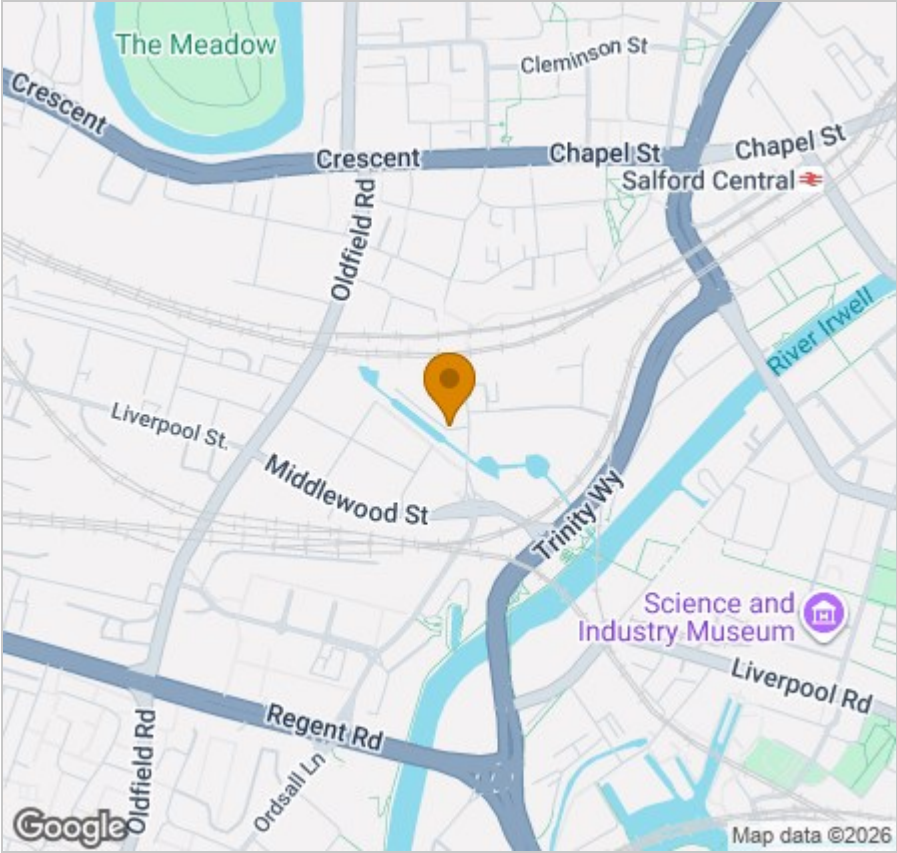 The Meadow
Cleminson St
Crescent
Crescent
Chapel St
Chapel St
Salford Central
Oldfield Rd
River Irwell
Liverpool St.
Middlewood St
Trinity Wy
Science and
Industry Museum
Liverpool Rd
Regent Rd
Oldfield Rd
Ordsall Ln
Google
Map data ©2026